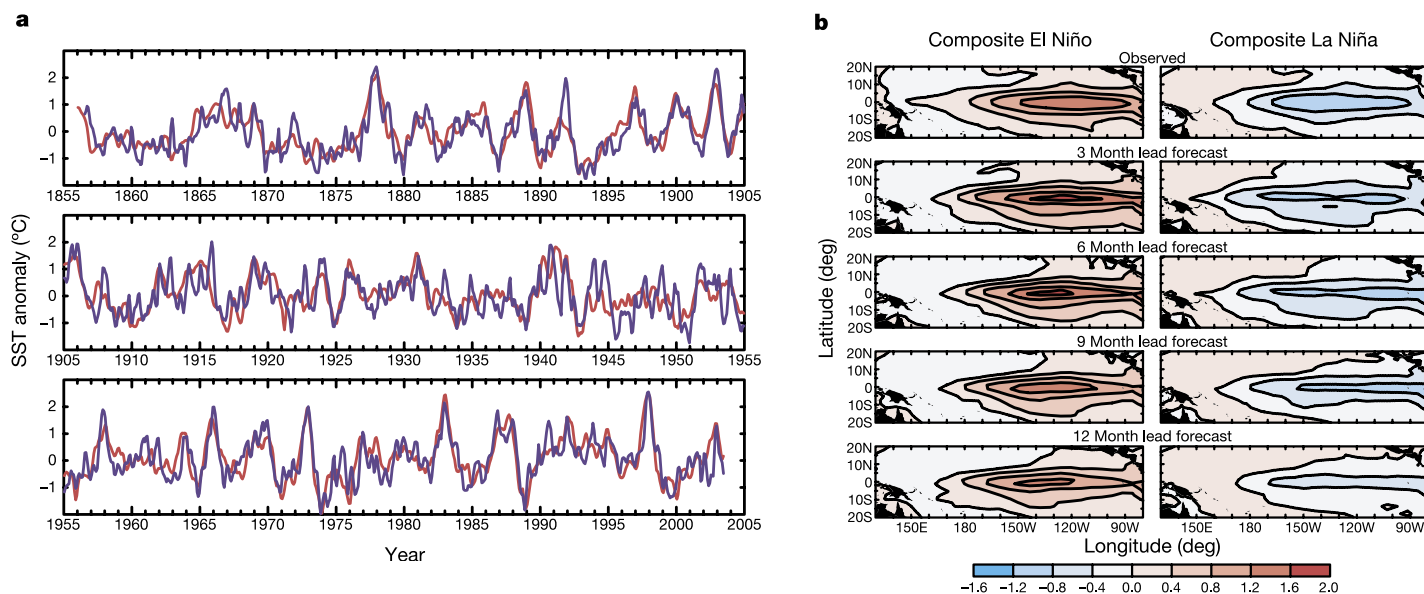 a
2
1
0
−1
1855 1860 1865 1870 1875 1880 1885 1890 1895 1900 1905
SST anomaly (ºC)
2
1
0
−1
1905 1910 1915 1920 1925 1930 1935 1940 1945 1950 1955
2
1
0
−1
1955 1960 1965 1970 1975 1980 1983 1985 1990 1995 2000 2005
Year
b
Composite El Niño Composite La Niña
Observed
20N
10N
0
10S
20S
3 Month lead forecast
20N
10N
0
10S
20S
6 Month lead forecast
20N
10N
0
10S
20S
9 Month lead forecast
20N
10N
0
10S
20S
12 Month lead forecast
20N
10N
0
10S
20S
Latitude (deg)
150E 180 150W 120W 90W 150E 180 150W 120W 90W
Longitude (deg)
−1.6 −1.2 −0.8 −0.4 0.0 0.4 0.8 1.2 1.6 2.0